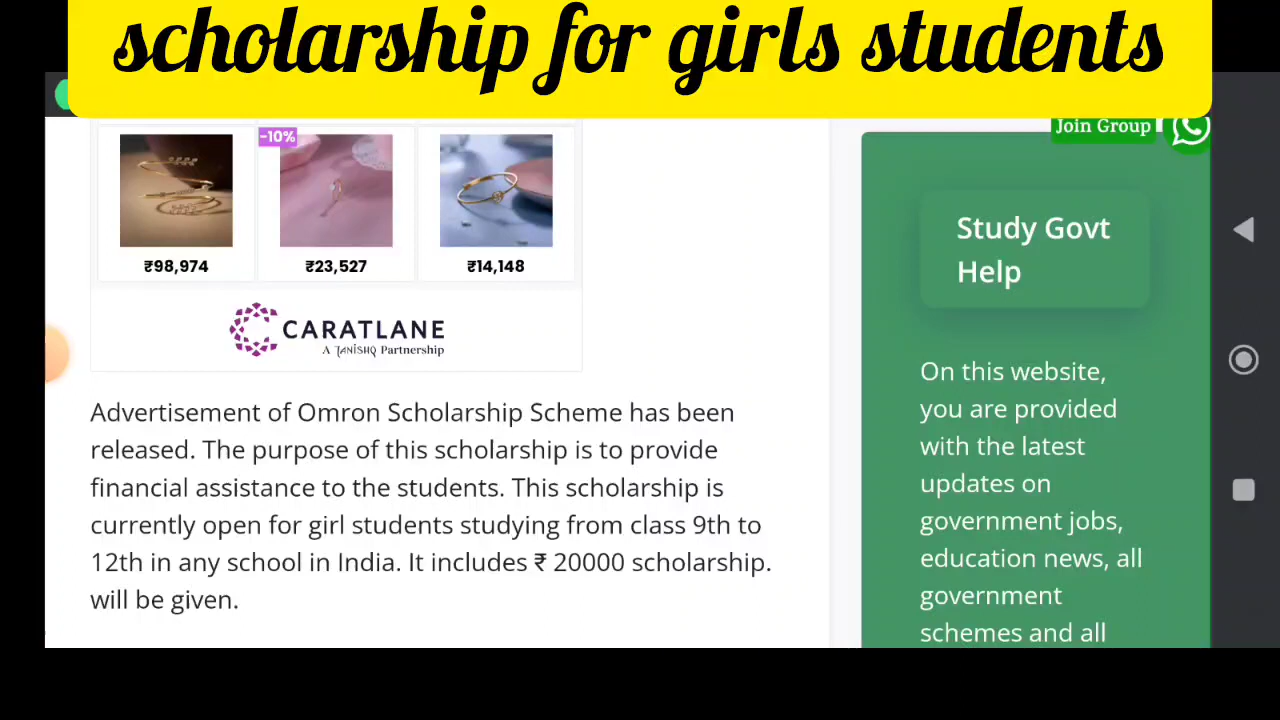 scholarship for girls students
Join Group
-10%
₹98,974
₹23,527
₹14,148
CARATLANE
A TANISHQ Partnership
Advertisement of Omron Scholarship Scheme has been
released. The purpose of this scholarship is to provide
financial assistance to the students. This scholarship is
currently open for girl students studying from class 9th to
12th in any school in India. It includes ₹ 20000 scholarship.
will be given.
Study Govt
Help
On this website,
you are provided
with the latest
updates on
government jobs,
education news, all
government
schemes and all